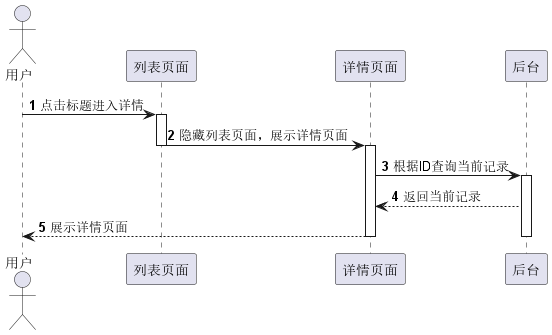 用户
列表页面
详情页面
后台
1 点击标题进入详情
2 隐藏列表页面，展示详情页面
3 根据ID查询当前记录
4 返回当前记录
5 展示详情页面
用户
列表页面
详情页面
后台